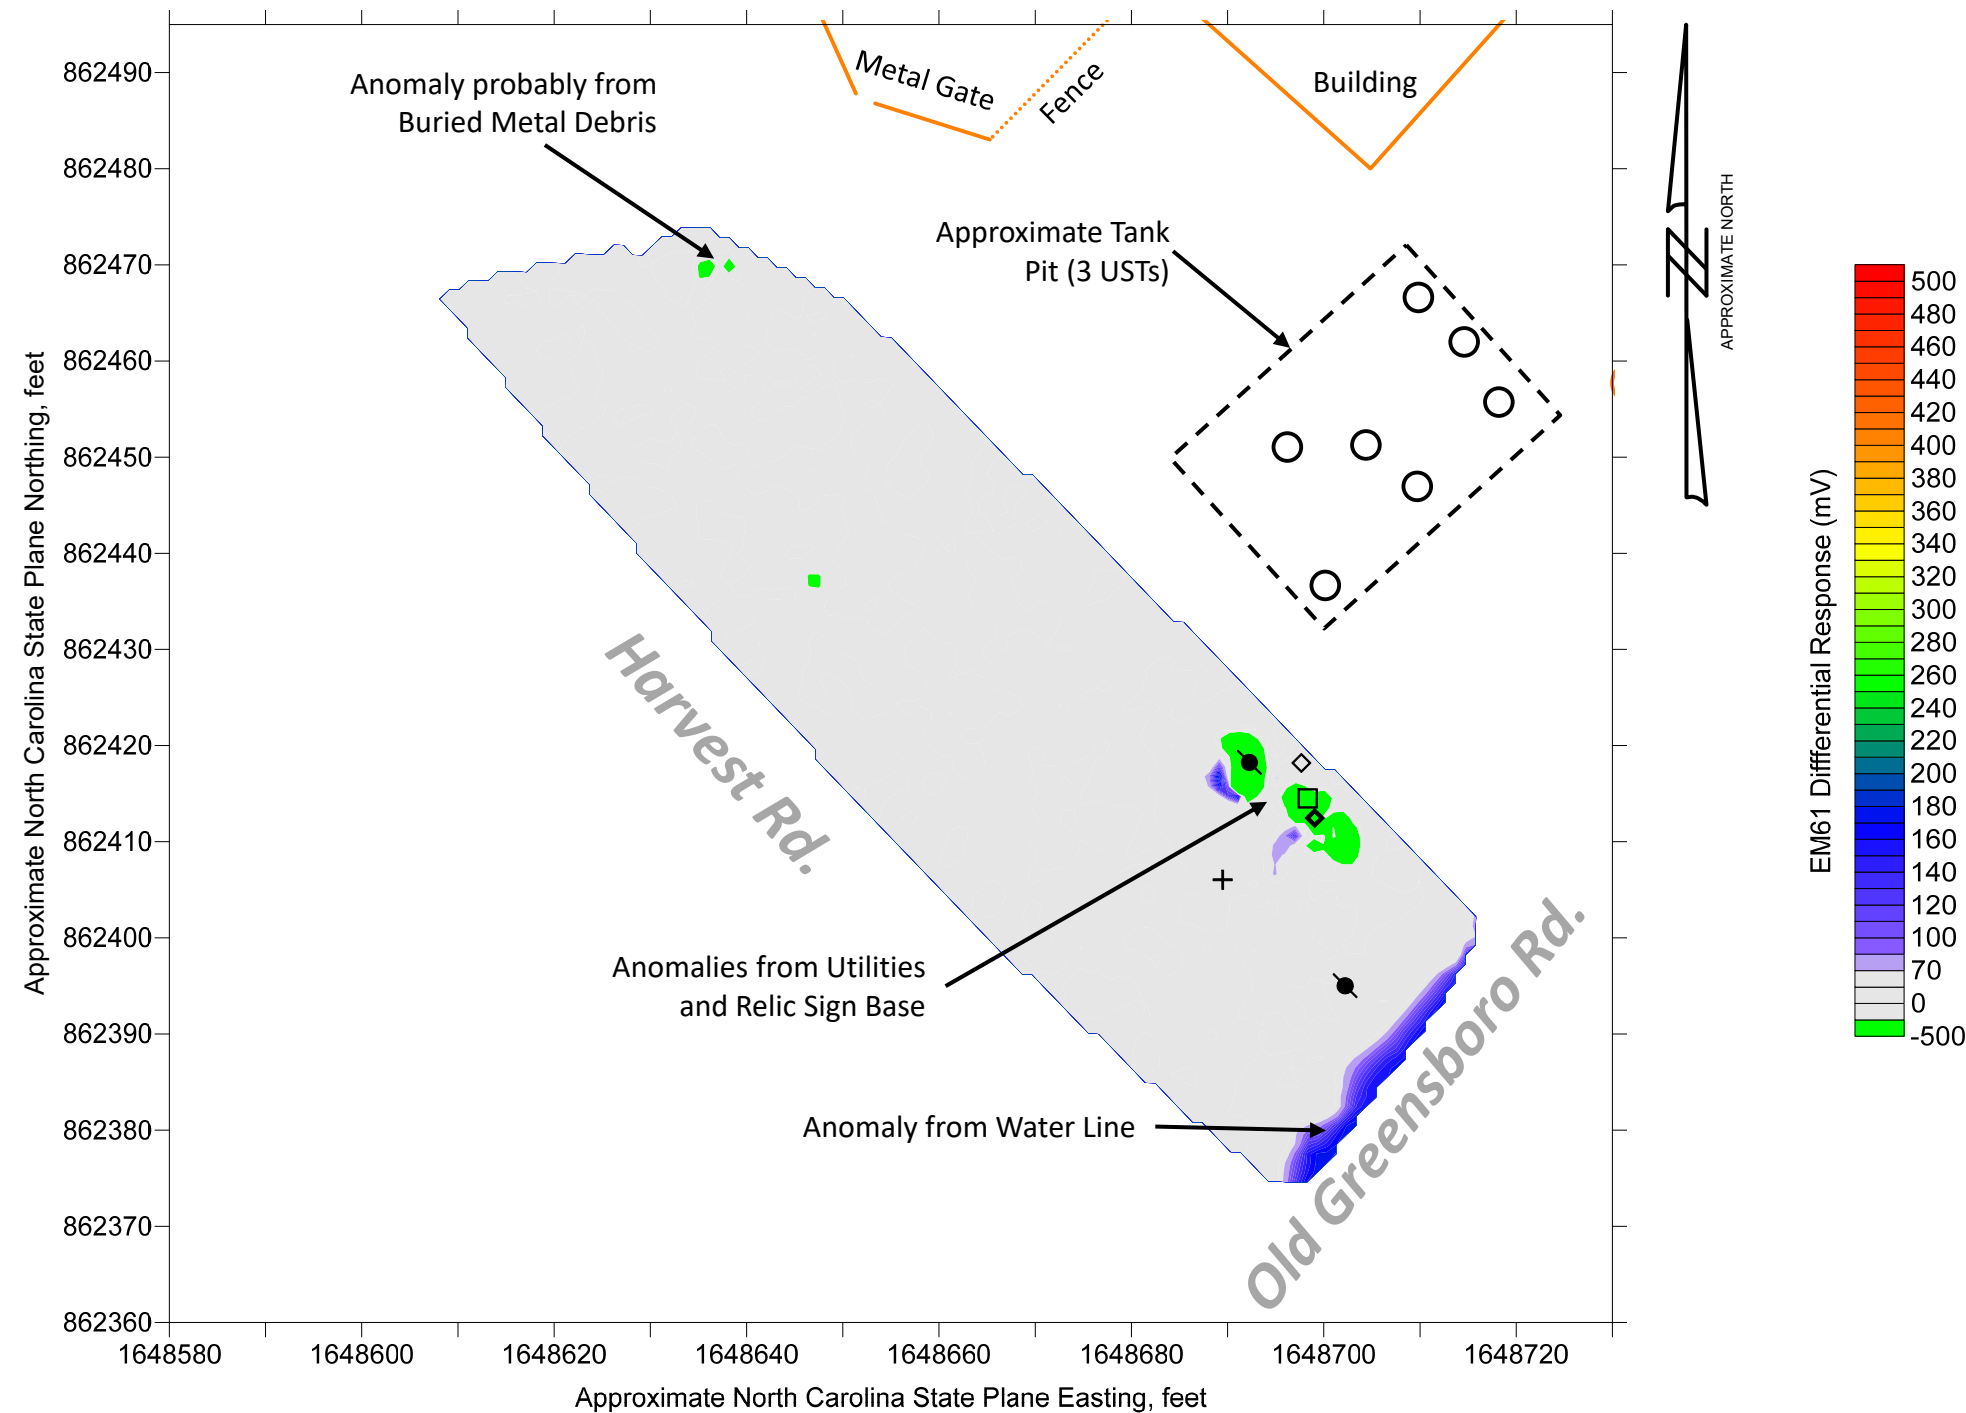 Anomaly probably from
Buried Metal Debris
Metal Gate
Fence
Building
Approximate Tank
Pit (3 USTs)
Harvest Rd.
Anomalies from Utilities
and Relic Sign Base
Anomaly from Water Line
Old Greensboro Rd.
862490
862480
862470
862460
862450
862440
862430
862420
862410
862400
862390
862380
862370
862360
Approximate North Carolina State Plane Northing, feet
1648580
1648600
1648620
1648640
1648660
1648680
1648700
1648720
Approximate North Carolina State Plane Easting, feet
N
APPROXIMATE NORTH
EM61 Differential Response (mV)
500
480
460
440
420
400
380
360
340
320
300
280
260
240
220
200
180
160
140
120
100
70
0
-500